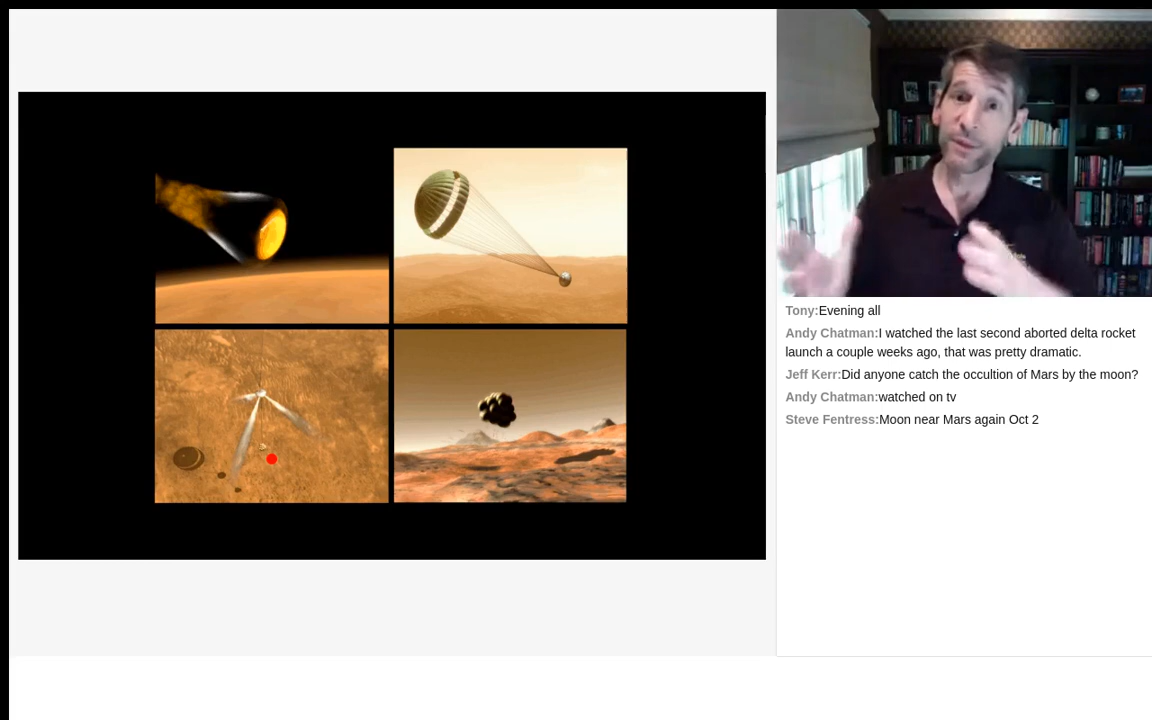 Tony:Evening all
Andy Chatman:I watched the last second aborted delta rocket
launch a couple weeks ago, that was pretty dramatic.
Jeff Kerr:Did anyone catch the occultion of Mars by the moon?
Andy Chatman:watched on tv
Steve Fentress:Moon near Mars again Oct 2